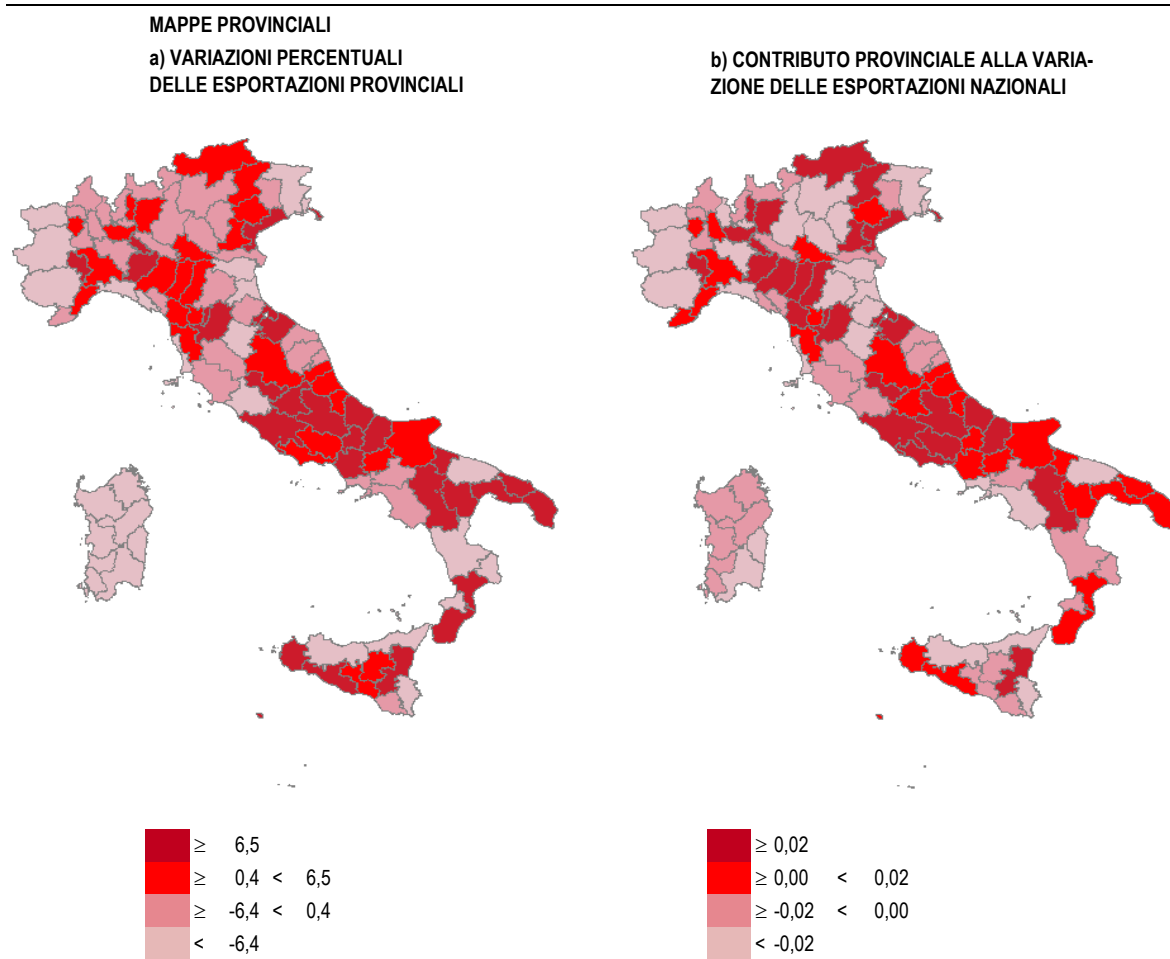 MAPPE PROVINCIALI
a) VARIAZIONI PERCENTUALI
DELLE ESPORTAZIONI PROVINCIALI
b) CONTRIBUTO PROVINCIALE ALLA VARIA-
ZIONE DELLE ESPORTAZIONI NAZIONALI
≥ 6,5
≥ 0,4 < 6,5
≥ -6,4 < 0,4
< -6,4
≥ 0,02
≥ 0,00 < 0,02
≥ -0,02 < 0,00
< -0,02